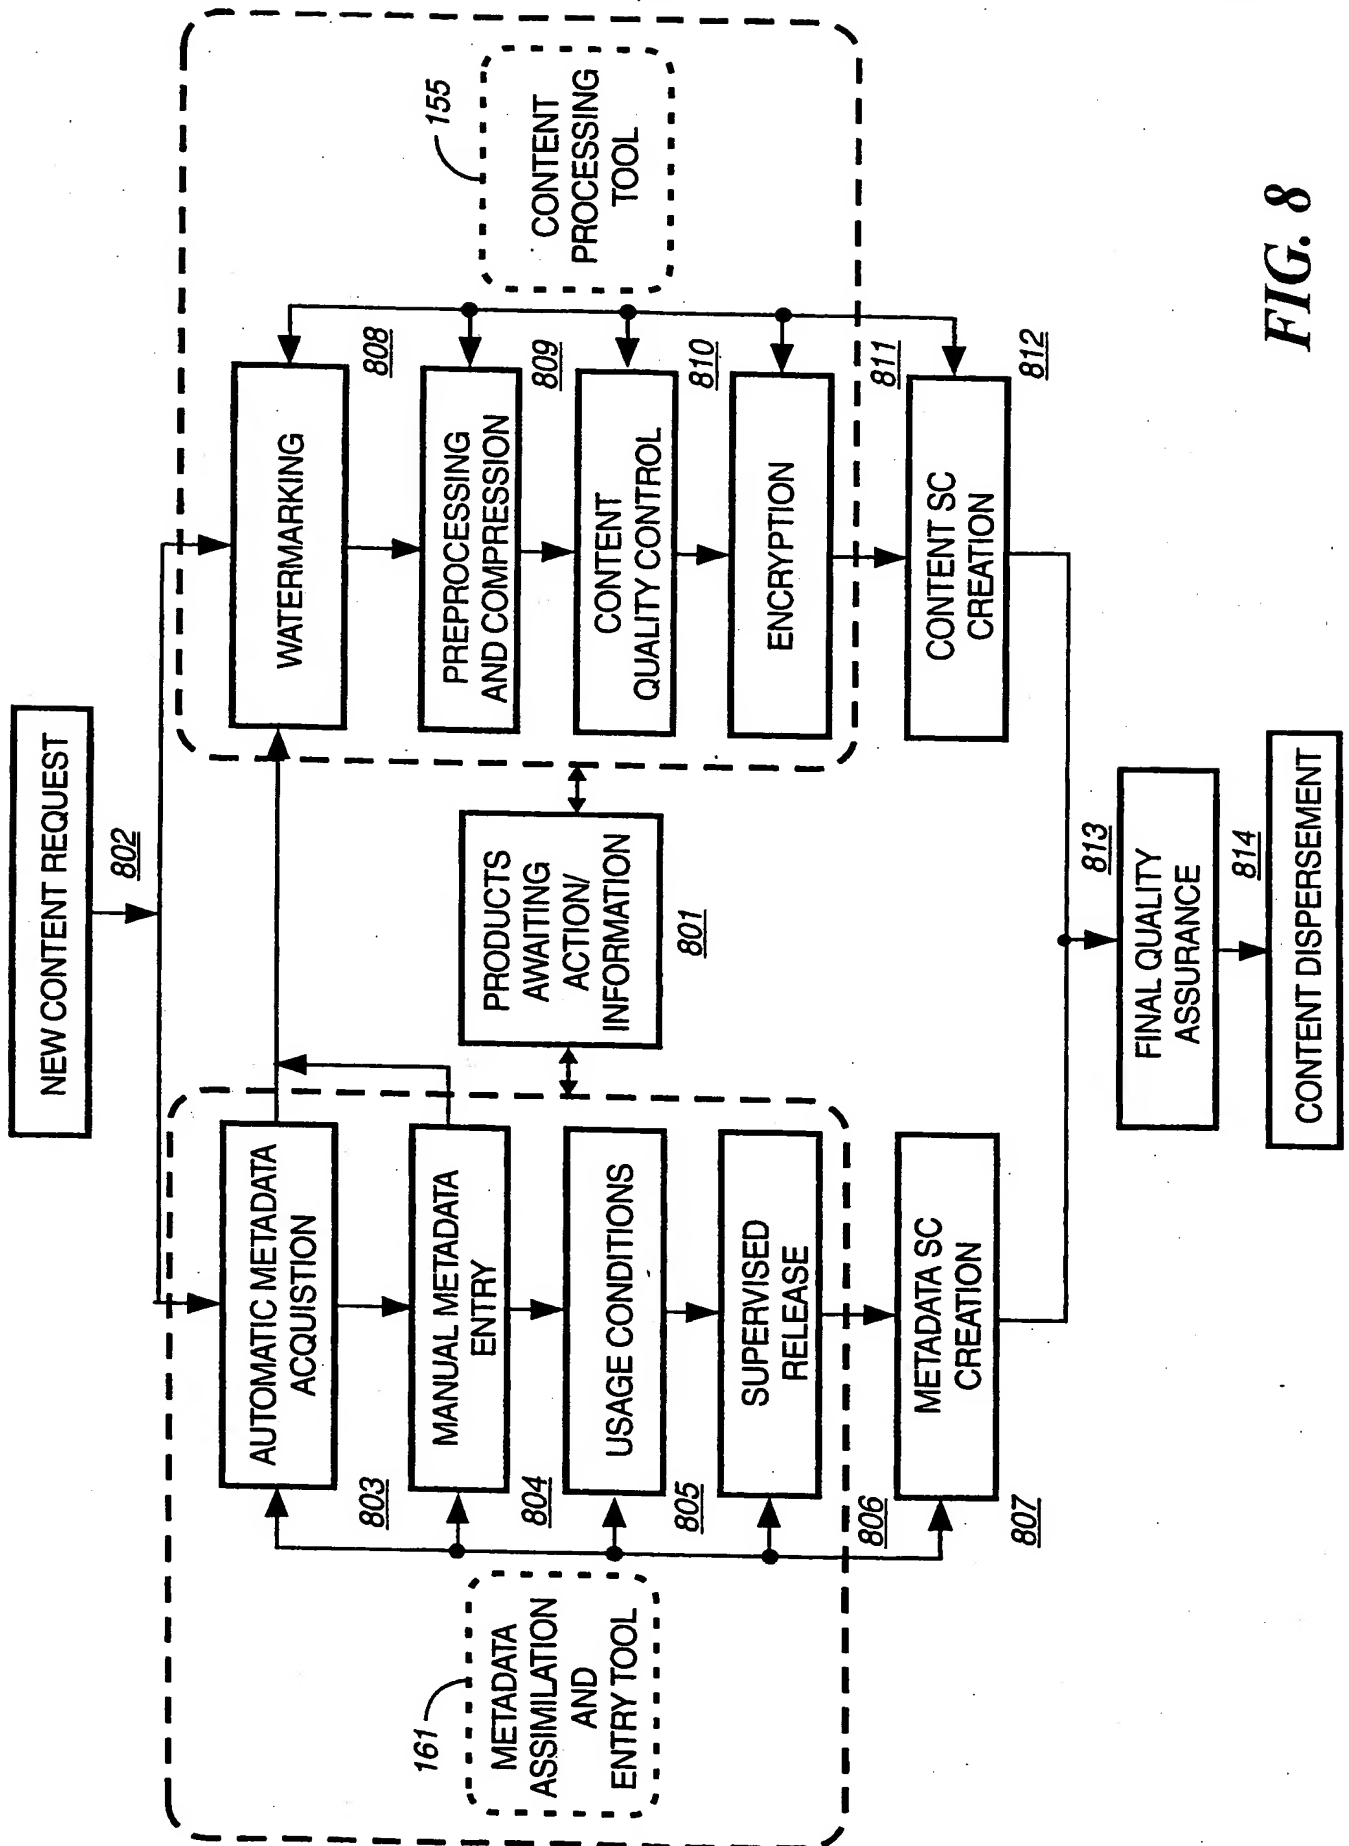 NEW CONTENT REQUEST
802
AUTOMATIC METADATA
ACQUISTION
803
MANUAL METADATA
ENTRY
804
USAGE CONDITIONS
805
SUPERVISED
RELEASE
806
METADATA SC
CREATION
807
161
METADATA
ASSIMILATION
AND
ENTRY TOOL
PRODUCTS
AWAITING
ACTION/
INFORMATION
801
WATERMARKING
808
PREPROCESSING
AND COMPRESSION
809
CONTENT
QUALITY CONTROL
810
ENCRYPTION
811
CONTENT SC
CREATION
812
155
CONTENT
PROCESSING
TOOL
813
FINAL QUALITY
ASSURANCE
814
CONTENT DISPERSEMENT
FIG. 8